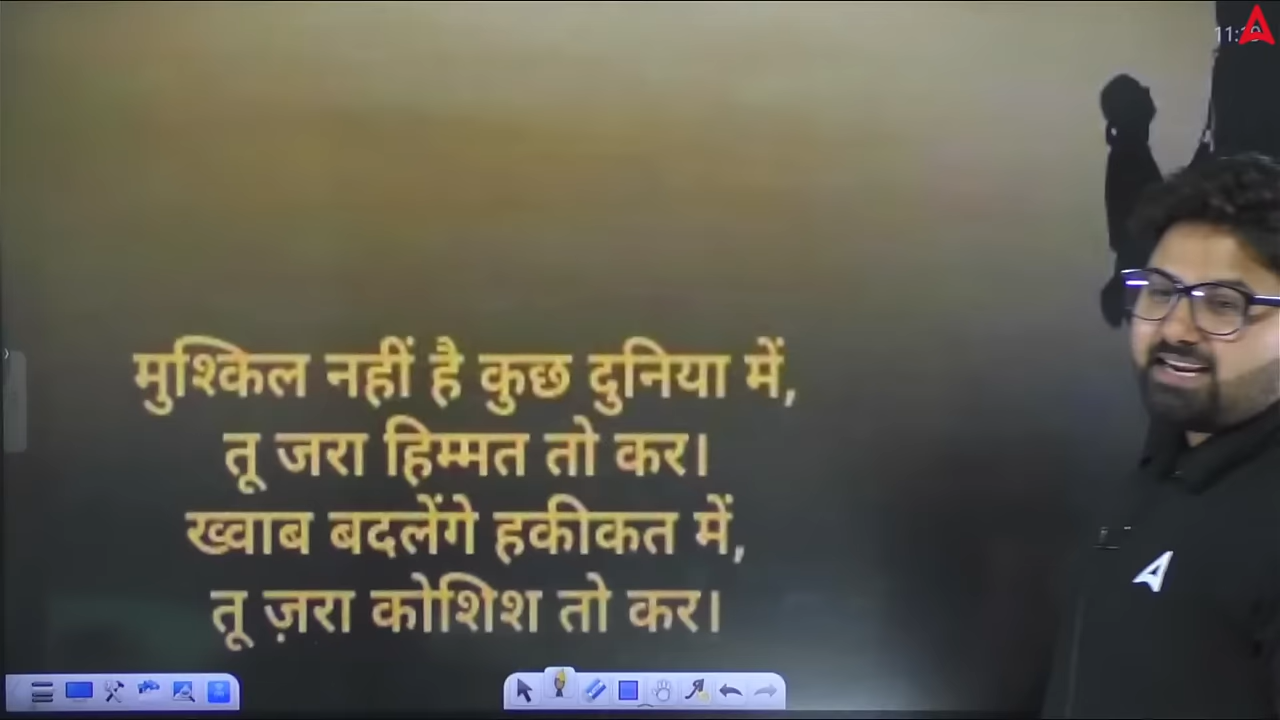 मुश्किल नहीं है कुछ दुनिया में,
तू जरा हिम्मत तो कर।
ख्वाब बदलेंगे हकीकत में,
तू ज़रा कोशिश तो कर।